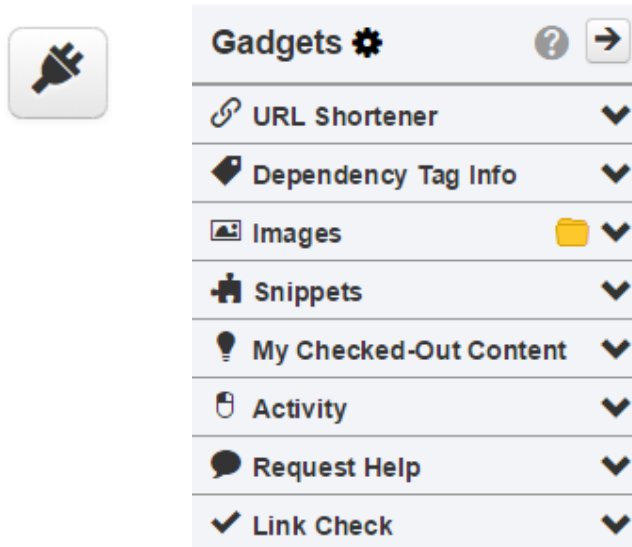 Gadgets
URL Shortener
Dependency Tag Info
Images
Snippets
My Checked-Out Content
Activity
Request Help
Link Check